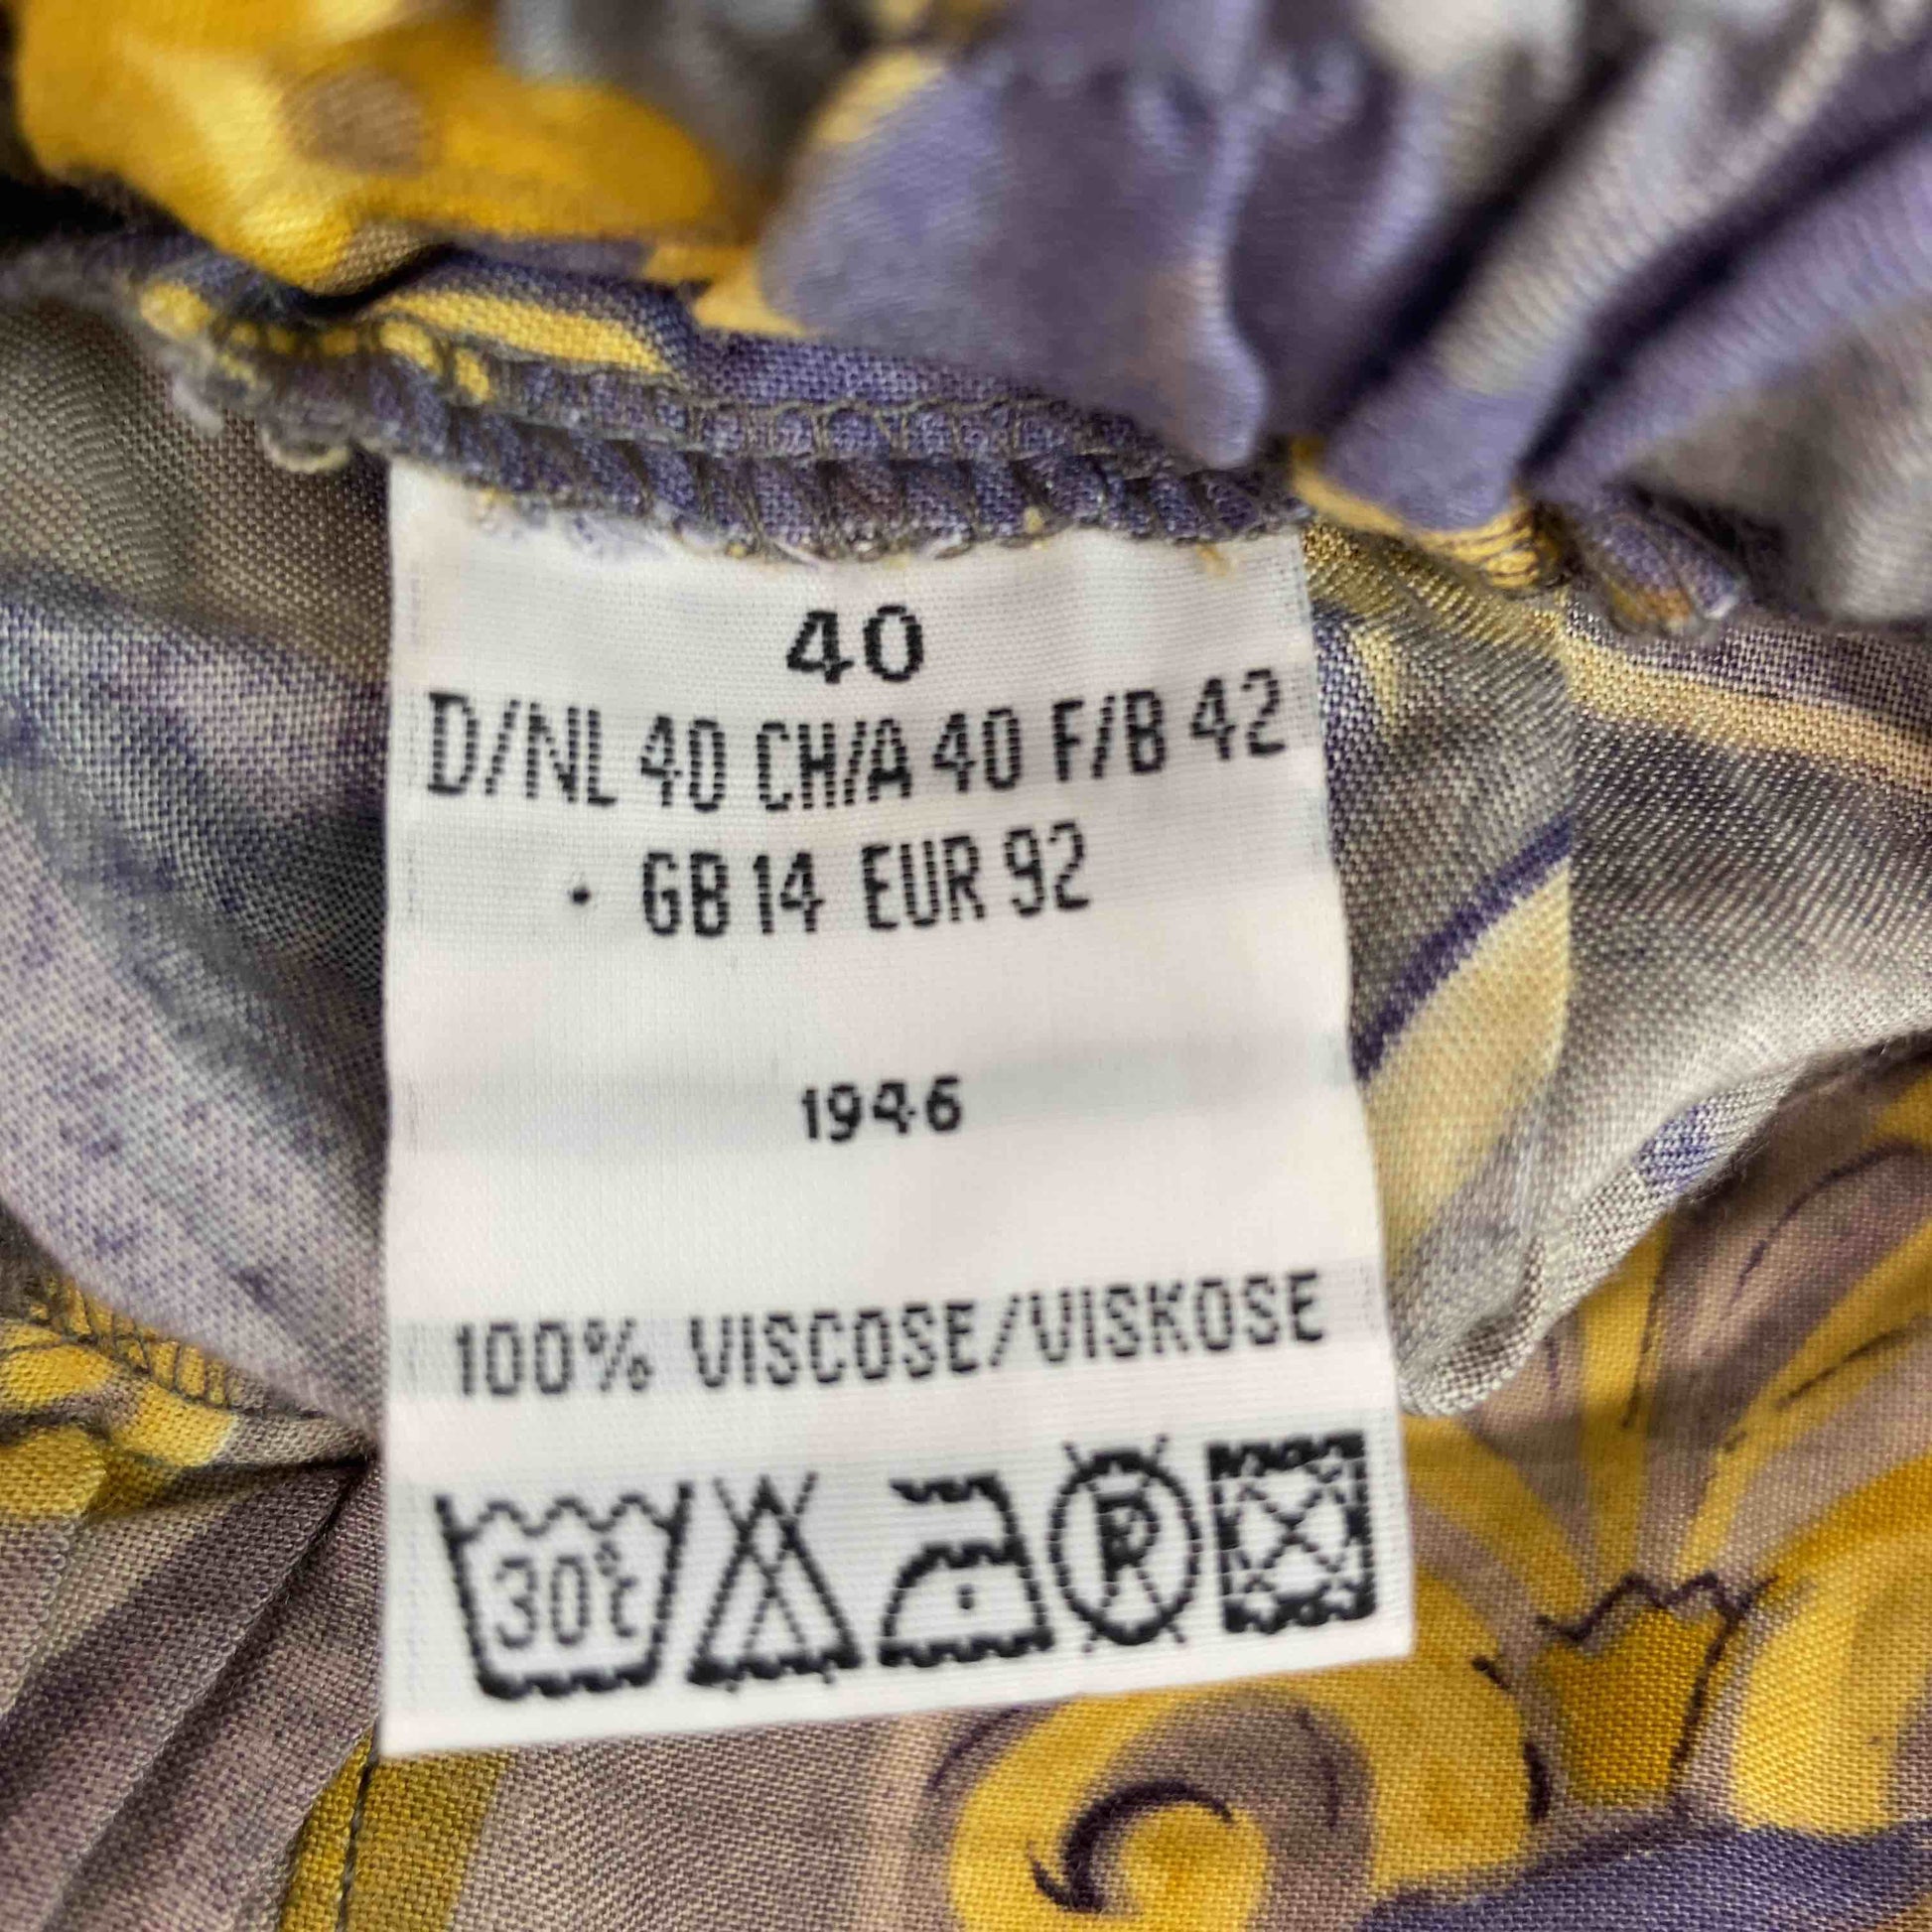 40
D/NL 40 CH/A 40 F/B 42
· GB 14 EUR 92
1946
100% VISCOSE/VISKOSE
30°C P